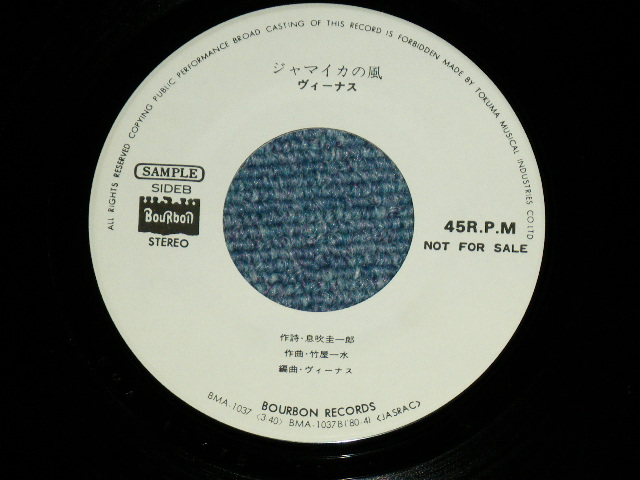 ALL RIGHTS RESERVED COPYING PUBLIC PERFORMANCE BROAD CASTING OF THIS RECORD IS FORBIDDEN MADE BY TOKUMA MUSICAL INDUSTRIES CO.LTD
ジャマイカの風
ヴィーナス
SAMPLE
SIDEB
BouRBon
STEREO
45R.P.M
NOT FOR SALE
作詩・息吹圭一郎
作曲・竹屋一水
編曲・ヴィーナス
BMA-1037 BOURBON RECORDS
〈3.40〉 BMA-1037B('80-4) 〈JASRAC〉